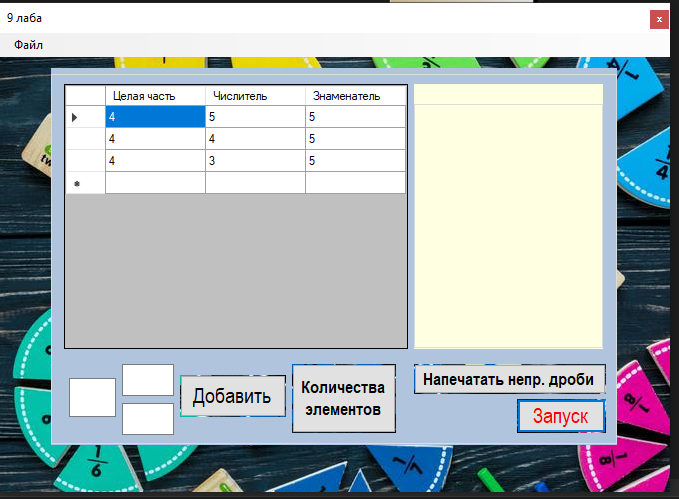 9 лаба
x
Файл
Целая часть Числитель Знаменатель
4 5 5
4 4 5
4 3 5
Добавить
Количества
элементов
Напечатать непр. дроби
Запуск